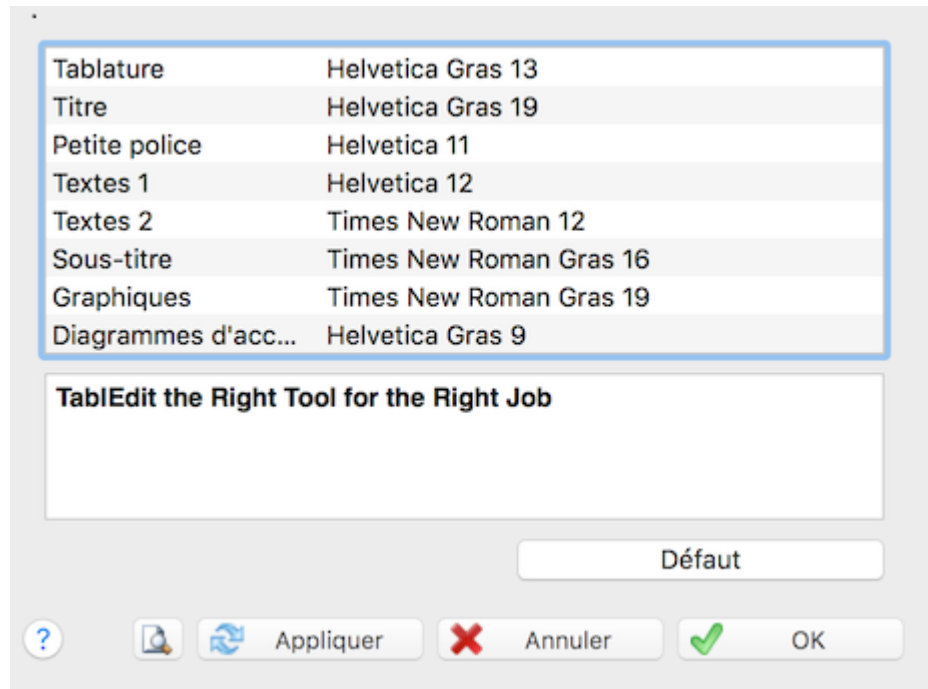 Tablature Helvetica Gras 13
Titre Helvetica Gras 19
Petite police Helvetica 11
Textes 1 Helvetica 12
Textes 2 Times New Roman 12
Sous-titre Times New Roman Gras 16
Graphiques Times New Roman Gras 19
Diagrammes d'acc... Helvetica Gras 9
TablEdit the Right Tool for the Right Job
Défaut
? Appliquer Annuler OK